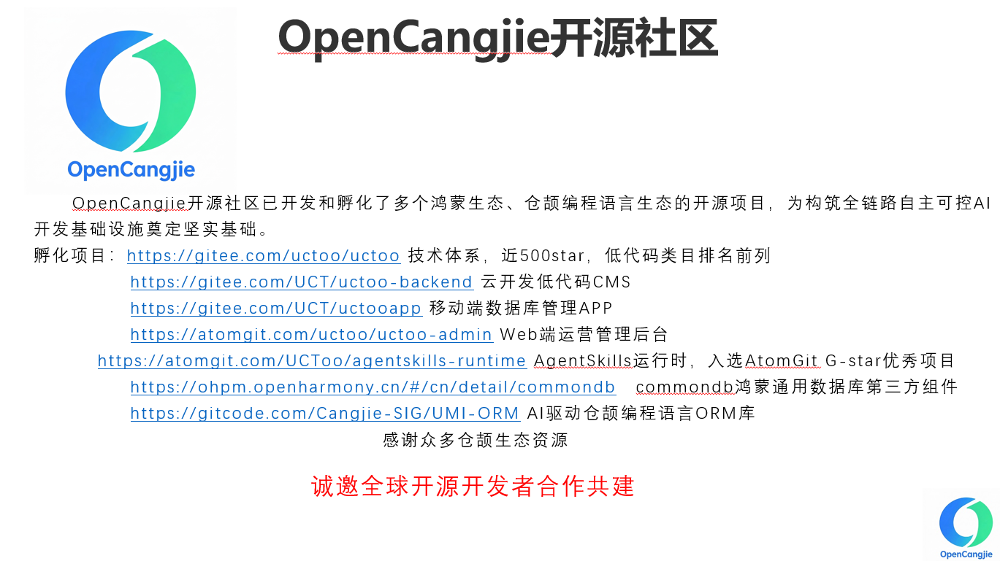 OpenCangjie开源社区
OpenCangjie
OpenCangjie开源社区已开发和孵化了多个鸿蒙生态、仓颉编程语言生态的开源项目，为构筑全链路自主可控AI
开发基础设施奠定坚实基础。
孵化项目：https://gitee.com/uctoo/uctoo 技术体系，近500star，低代码类目排名前列
https://gitee.com/UCT/uctoo-backend 云开发低代码CMS
https://gitee.com/UCT/uctooapp 移动端数据库管理APP
https://atomgit.com/uctoo/uctoo-admin Web端运营管理后台
https://atomgit.com/UCToo/agentskills-runtime AgentSkills运行时，入选AtomGit G-star优秀项目
https://ohpm.openharmony.cn/#/cn/detail/commondb commondb鸿蒙通用数据库第三方组件
https://gitcode.com/Cangjie-SIG/UMI-ORM AI驱动仓颉编程语言ORM库
感谢众多仓颉生态资源
诚邀全球开源开发者合作共建
OpenCangjie